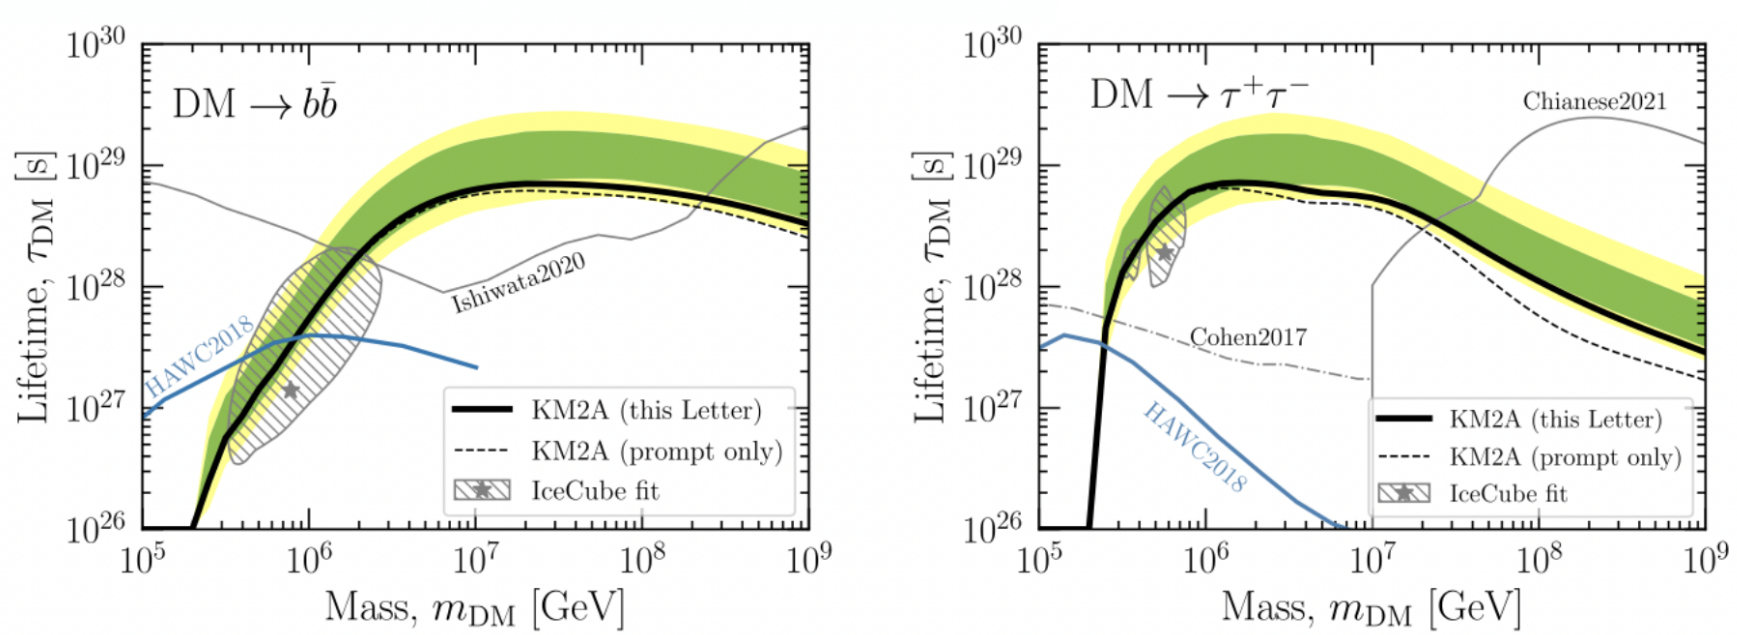 DM → bb̄
Lifetime, τ_DM [s]
10^30
10^29
10^28
10^27
10^26
HAWC2018
Ishiwata2020
KM2A (this Letter)
KM2A (prompt only)
IceCube fit
10^5 10^6 10^7 10^8 10^9
Mass, m_DM [GeV]
DM → τ^+τ^−
Lifetime, τ_DM [s]
10^30
10^29
10^28
10^27
10^26
Chianese2021
Cohen2017
HAWC2018
KM2A (this Letter)
KM2A (prompt only)
IceCube fit
10^5 10^6 10^7 10^8 10^9
Mass, m_DM [GeV]